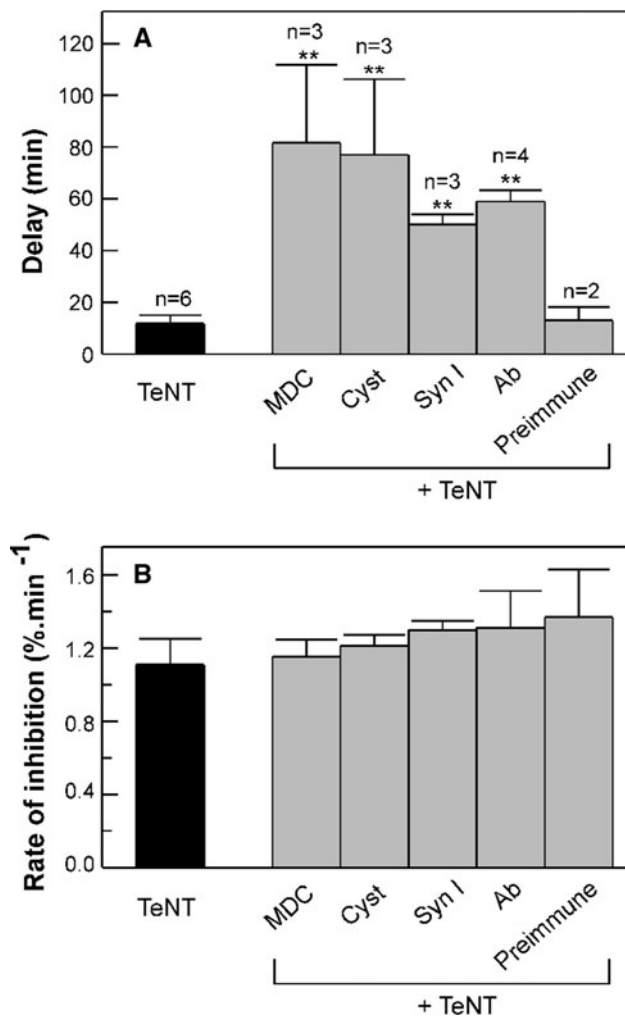 A
n=3
**
n=3
**
n=3
**
n=4
**
n=6
n=2
Delay (min)
120
100
80
60
40
20
0
TeNT
MDC
Cyst
Syn I
Ab
Preimmune
+ TeNT
B
Rate of inhibition (%.min⁻¹)
1.6
1.2
0.8
0.4
0.0
TeNT
MDC
Cyst
Syn I
Ab
Preimmune
+ TeNT